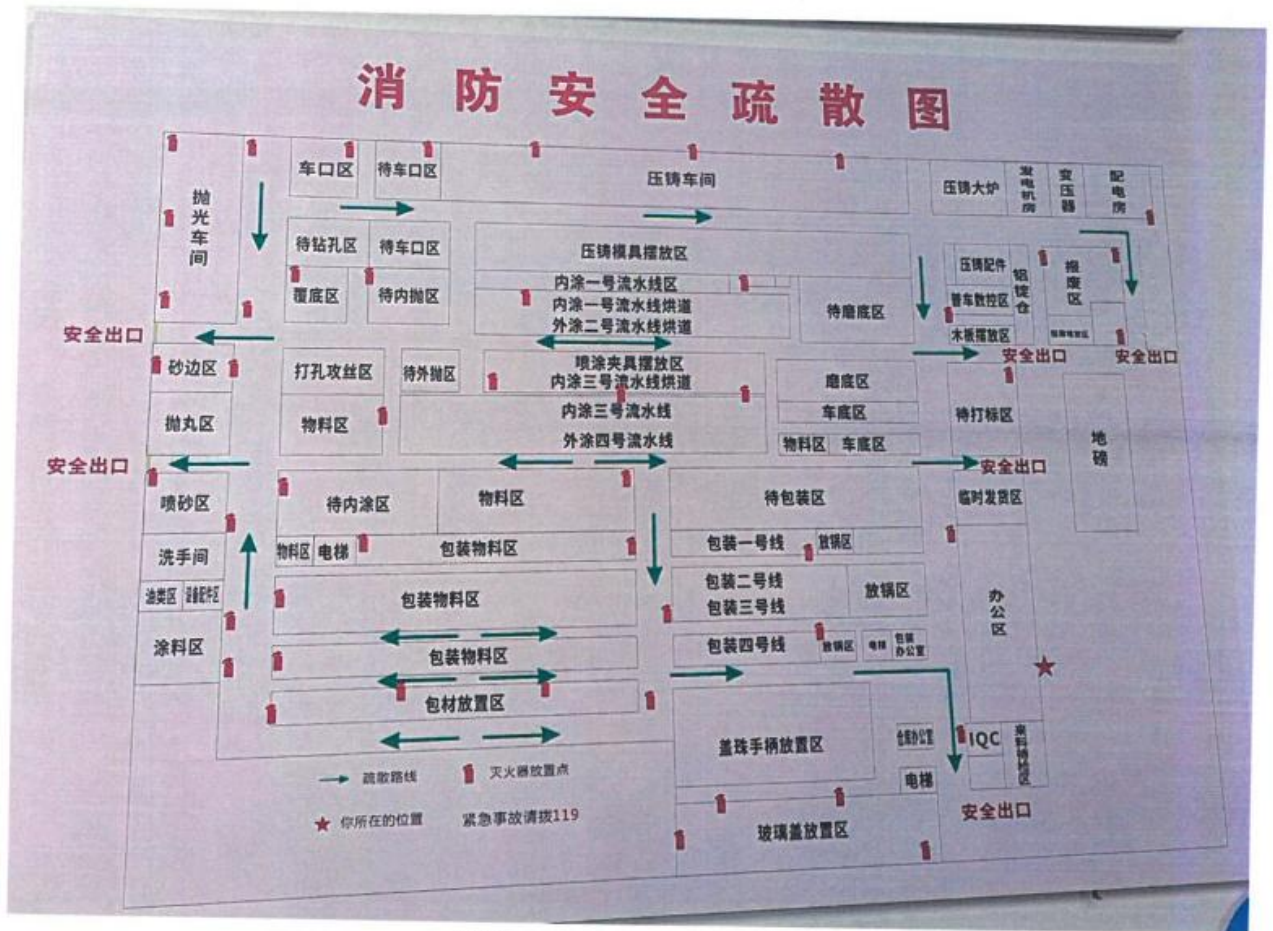 消防安全疏散图
车口区
待车口区
压铸车间
压铸大炉
发电机房
变压器
配电房
抛光车间
待钻孔区
待车口区
压铸模具摆放区
压铸配件
铝锭仓
报废区
覆底区
待内抛区
内涂一号流水线区
内涂一号流水线烘道
外涂二号流水线烘道
待磨底区
普车数控区
木板摆放区
安全出口
安全出口
安全出口
砂边区
打孔攻丝区
待外抛区
喷涂夹具摆放区
内涂三号流水线烘道
磨底区
待打标区
地磅
抛丸区
物料区
内涂三号流水线
外涂四号流水线
车底区
物料区
车底区
安全出口
安全出口
喷砂区
待内涂区
物料区
待包装区
临时发货区
洗手间
物料区
电梯
包装物料区
包装一号线
放锅区
油类区
设备配件区
包装物料区
包装二号线
包装三号线
放锅区
办公区
涂料区
包装物料区
包装四号线
放锅区
电梯
包装办公室
包材放置区
盖珠手柄放置区
仓库办公室
IQC
电梯
玻璃盖放置区
安全出口
疏散路线
灭火器放置点
你所在的位置
紧急事故请拨119